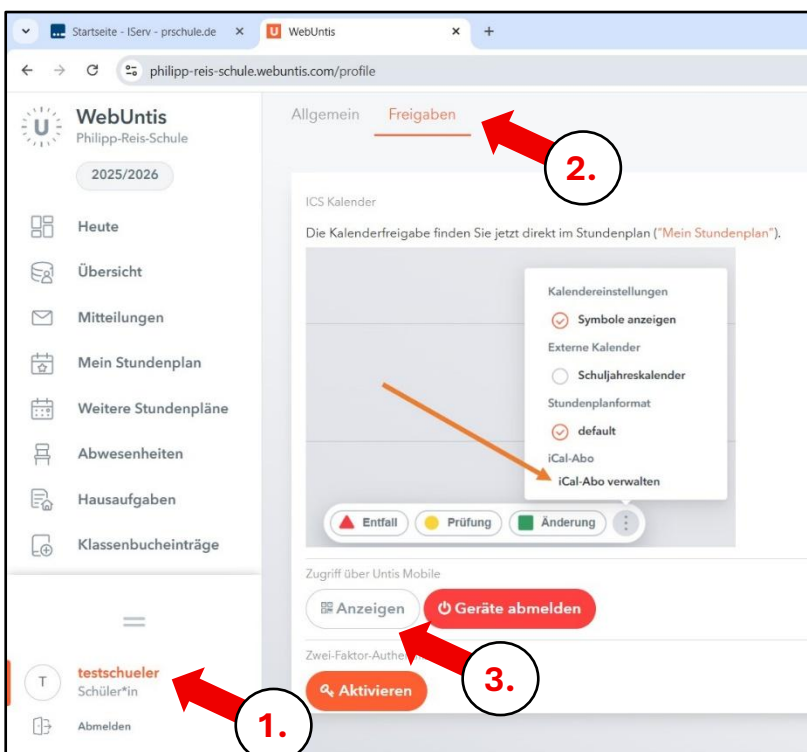 Startseite - IServ - prschule.de
WebUntis
philipp-reis-schule.webuntis.com/profile
WebUntis
Philipp-Reis-Schule
2025/2026
Heute
Übersicht
Mitteilungen
Mein Stundenplan
Weitere Stundenpläne
Abwesenheiten
Hausaufgaben
Klassenbucheinträge
T
testschueler
Schüler*in
Abmelden
1.
Allgemein
Freigaben
2.
ICS Kalender
Die Kalenderfreigabe finden Sie jetzt direkt im Stundenplan ("Mein Stundenplan").
Kalendereinstellungen
Symbole anzeigen
Externe Kalender
Schuljahreskalender
Stundenplanformat
default
iCal-Abo
iCal-Abo verwalten
Entfall
Prüfung
Änderung
Zugriff über Untis Mobile
Anzeigen
Geräte abmelden
3.
Zwei-Faktor-Authe
Aktivieren